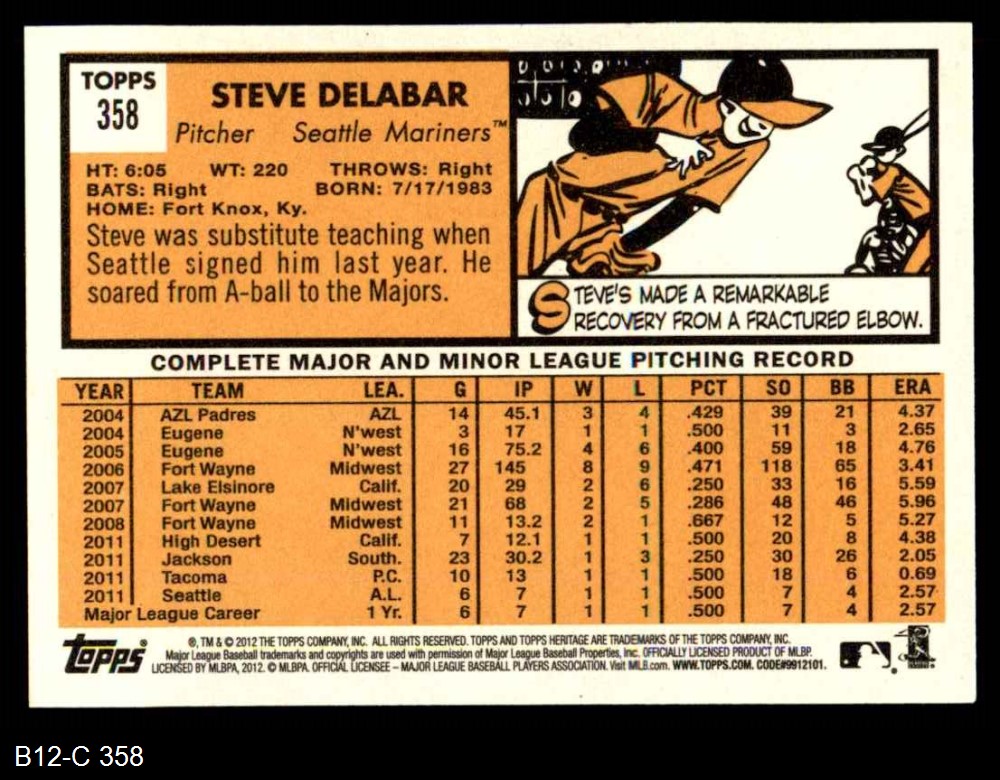 TOPPS
358
STEVE DELABAR
Pitcher Seattle Mariners™
HT: 6:05 WT: 220 THROWS: Right
BATS: Right BORN: 7/17/1983
HOME: Fort Knox, Ky.
Steve was substitute teaching when
Seattle signed him last year. He
soared from A-ball to the Majors.
STEVE'S MADE A REMARKABLE
RECOVERY FROM A FRACTURED ELBOW.
COMPLETE MAJOR AND MINOR LEAGUE PITCHING RECORD
YEAR TEAM LEA. G IP W L PCT SO BB ERA
2004 AZL Padres AZL 14 45.1 3 4 .429 39 21 4.37
2004 Eugene N'west 3 17 1 1 .500 11 3 2.65
2005 Eugene N'west 16 75.2 4 6 .400 59 18 4.76
2006 Fort Wayne Midwest 27 145 8 9 .471 118 65 3.41
2007 Lake Elsinore Calif. 20 29 2 6 .250 33 16 5.59
2007 Fort Wayne Midwest 21 68 2 5 .286 48 46 5.96
2008 Fort Wayne Midwest 11 13.2 2 1 .667 12 5 5.27
2011 High Desert Calif. 7 12.1 1 1 .500 20 8 4.38
2011 Jackson South. 23 30.2 1 3 .250 30 26 2.05
2011 Tacoma P.C. 10 13 1 1 .500 18 6 0.69
2011 Seattle A.L. 6 7 1 1 .500 7 4 2.57
Major League Career 1 Yr. 6 7 1 1 .500 7 4 2.57
Topps®
®, TM & © 2012 THE TOPPS COMPANY, INC. ALL RIGHTS RESERVED. TOPPS AND TOPPS HERITAGE ARE TRADEMARKS OF THE TOPPS COMPANY, INC.
Major League Baseball trademarks and copyrights are used with permission of Major League Baseball Properties, Inc. OFFICIALLY LICENSED PRODUCT OF MLBP.
LICENSED BY MLBPA, 2012. © MLBPA. OFFICIAL LICENSEE – MAJOR LEAGUE BASEBALL PLAYERS ASSOCIATION. Visit MLB.com. WWW.TOPPS.COM. CODE#9912101.
B12-C 358